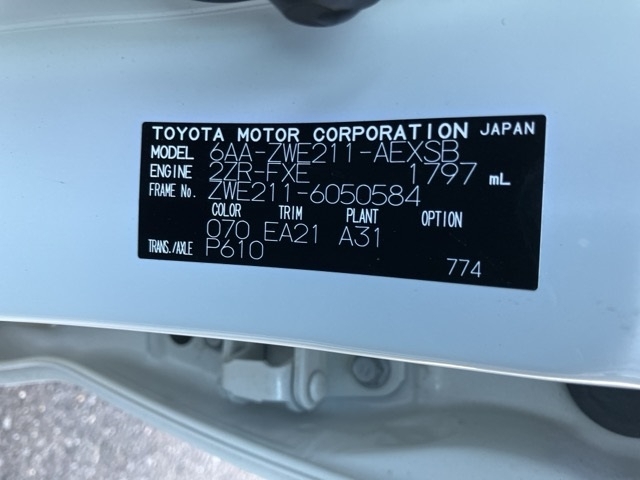 TOYOTA MOTOR CORPORATION JAPAN
MODEL 6AA-ZWE211-AEXSB
ENGINE 2ZR-FXE 1797 mL
FRAME No. ZWE211-6050584
COLOR TRIM PLANT OPTION
070 EA21 A31
TRANS./AXLE P610
774